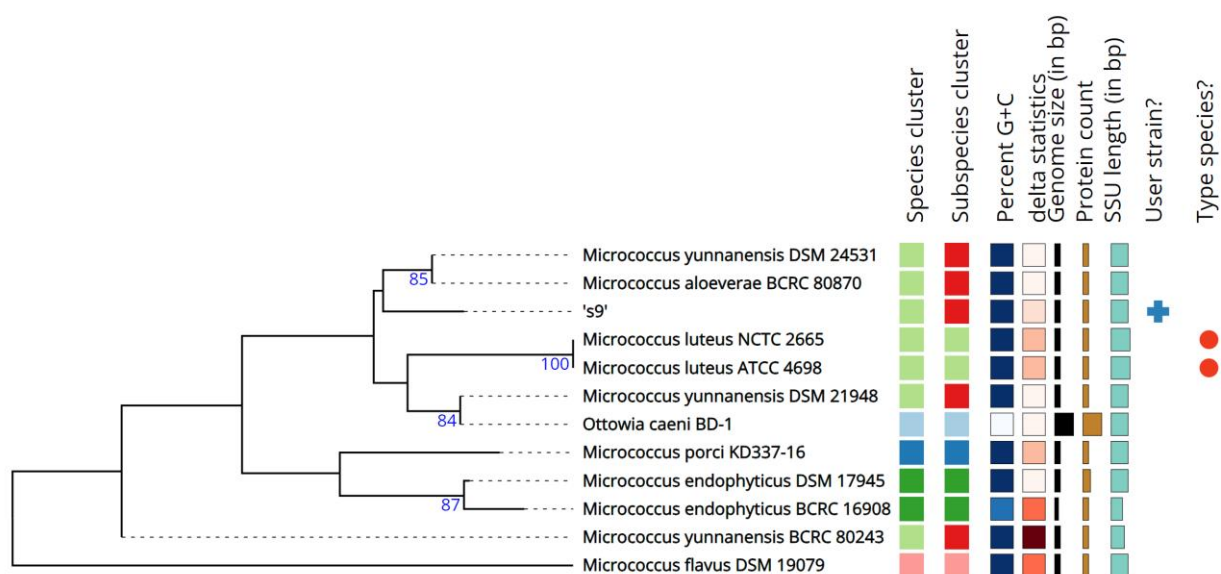 Species cluster
Subspecies cluster
Percent G+C
delta statistics
Genome size (in bp)
Protein count
SSU length (in bp)
User strain?
Type species?
Micrococcus yunnanensis DSM 24531
85
Micrococcus aloeverae BCRC 80870
's9'
Micrococcus luteus NCTC 2665
100
Micrococcus luteus ATCC 4698
Micrococcus yunnanensis DSM 21948
84
Ottowia caeni BD-1
Micrococcus porci KD337-16
Micrococcus endophyticus DSM 17945
87
Micrococcus endophyticus BCRC 16908
Micrococcus yunnanensis BCRC 80243
Micrococcus flavus DSM 19079